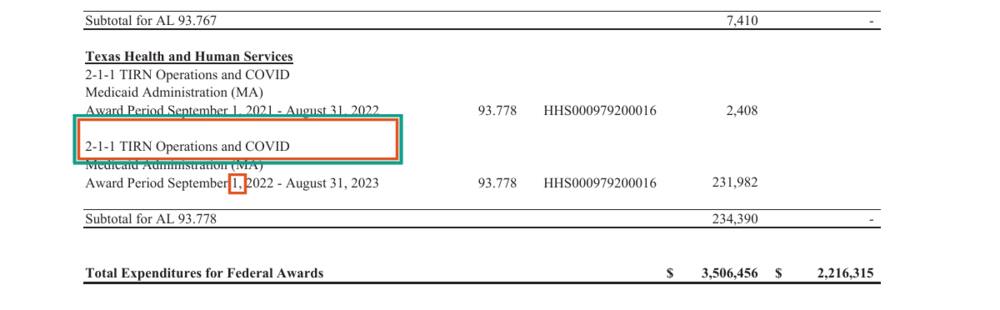 Subtotal for AL 93.767 7,410 -
Texas Health and Human Services
2-1-1 TIRN Operations and COVID
Medicaid Administration (MA)
Award Period September 1, 2021 - August 31, 2022 93.778 HHS000979200016 2,408
2-1-1 TIRN Operations and COVID
Medicaid Administration (MA)
Award Period September 1, 2022 - August 31, 2023 93.778 HHS000979200016 231,982
Subtotal for AL 93.778 234,390 -
Total Expenditures for Federal Awards $ 3,506,456 $ 2,216,315